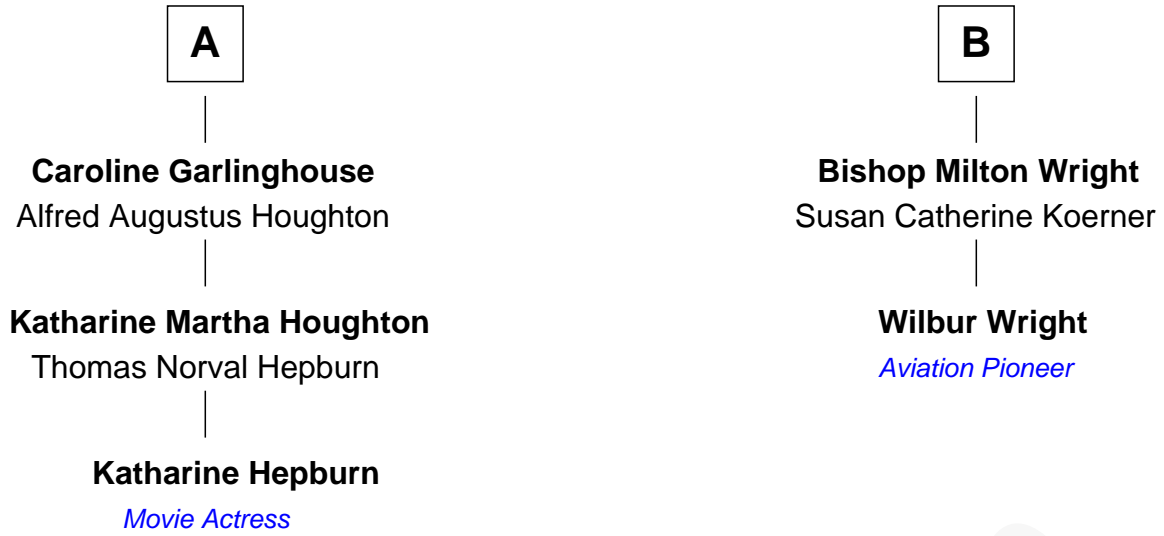 A
Caroline Garlinghouse
Alfred Augustus Houghton
Katharine Martha Houghton
Thomas Norval Hepburn
Katharine Hepburn
Movie Actress
B
Bishop Milton Wright
Susan Catherine Koerner
Wilbur Wright
Aviation Pioneer